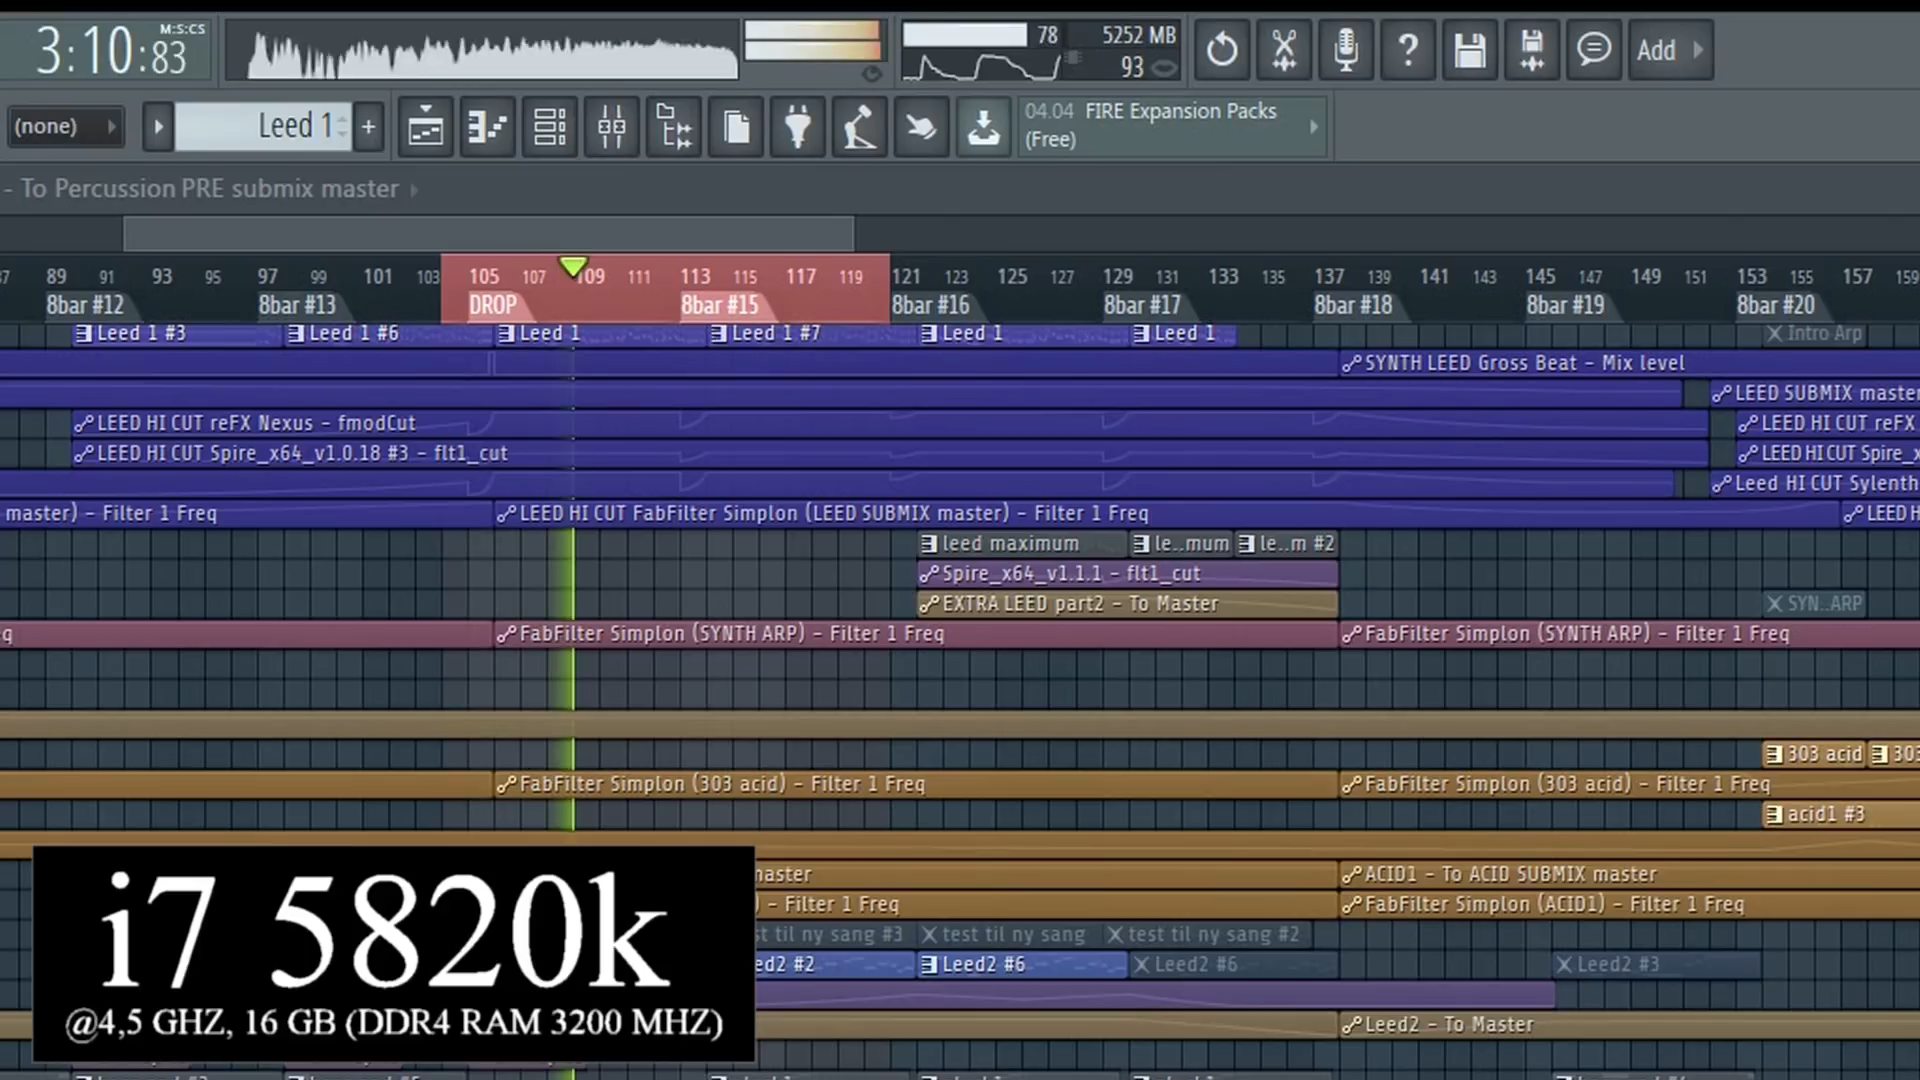 3:10:83 M:S:CS
78 5252 MB
93
Add
(none) Leed 1 +
04.04 FIRE Expansion Packs
(Free)
- To Percussion PRE submix master
89 91 93 95 97 99 101 103 105 107 109 111 113 115 117 119 121 123 125 127 129 131 133 135 137 139 141 143 145 147 149 151 153 155 157 159
8bar #12 8bar #13 DROP 8bar #15 8bar #16 8bar #17 8bar #18 8bar #19 8bar #20
Leed 1 #3 Leed 1 #6 Leed 1 Leed 1 #7 Leed 1 Leed 1 Intro Arp
SYNTH LEED Gross Beat - Mix level
LEED SUBMIX master
LEED HI CUT reFX Nexus - fmodCut LEED HI CUT reFX
LEED HI CUT Spire_x64_v1.0.18 #3 - flt1_cut LEED HI CUT Spire_x
Leed HI CUT Sylenth
master) - Filter 1 Freq LEED HI CUT FabFilter Simplon (LEED SUBMIX master) - Filter 1 Freq LEED H
leed maximum le..mum le..m #2
Spire_x64_v1.1.1 - flt1_cut
EXTRA LEED part2 - To Master SYN..ARP
q FabFilter Simplon (SYNTH ARP) - Filter 1 Freq FabFilter Simplon (SYNTH ARP) - Filter 1 Freq
303 acid 303
FabFilter Simplon (303 acid) - Filter 1 Freq FabFilter Simplon (303 acid) - Filter 1 Freq
acid1 #3
master ACID1 - To ACID SUBMIX master
) - Filter 1 Freq FabFilter Simplon (ACID1) - Filter 1 Freq
st til ny sang #3 test til ny sang test til ny sang #2
ed2 #2 Leed2 #6 Leed2 #6 Leed2 #3
Leed2 - To Master
i7 5820k
@4,5 GHZ, 16 GB (DDR4 RAM 3200 MHZ)